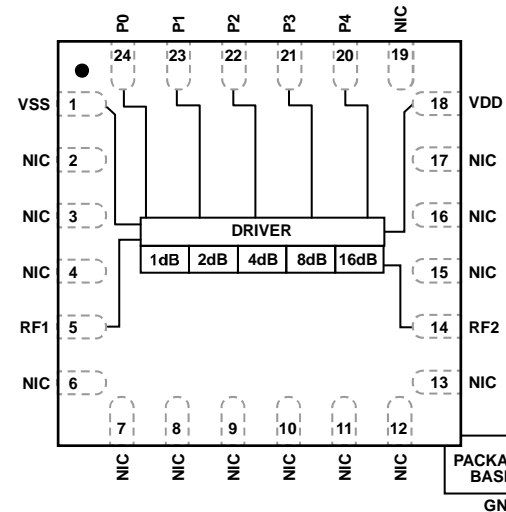 P0 P1 P2 P3 P4 NIC
24 23 22 21 20 19
VSS 1 18 VDD
NIC 2 17 NIC
NIC 3 16 NIC
DRIVER
1dB 2dB 4dB 8dB 16dB
NIC 4 15 NIC
RF1 5 14 RF2
NIC 6 13 NIC
7 8 9 10 11 12
NIC NIC NIC NIC NIC NIC